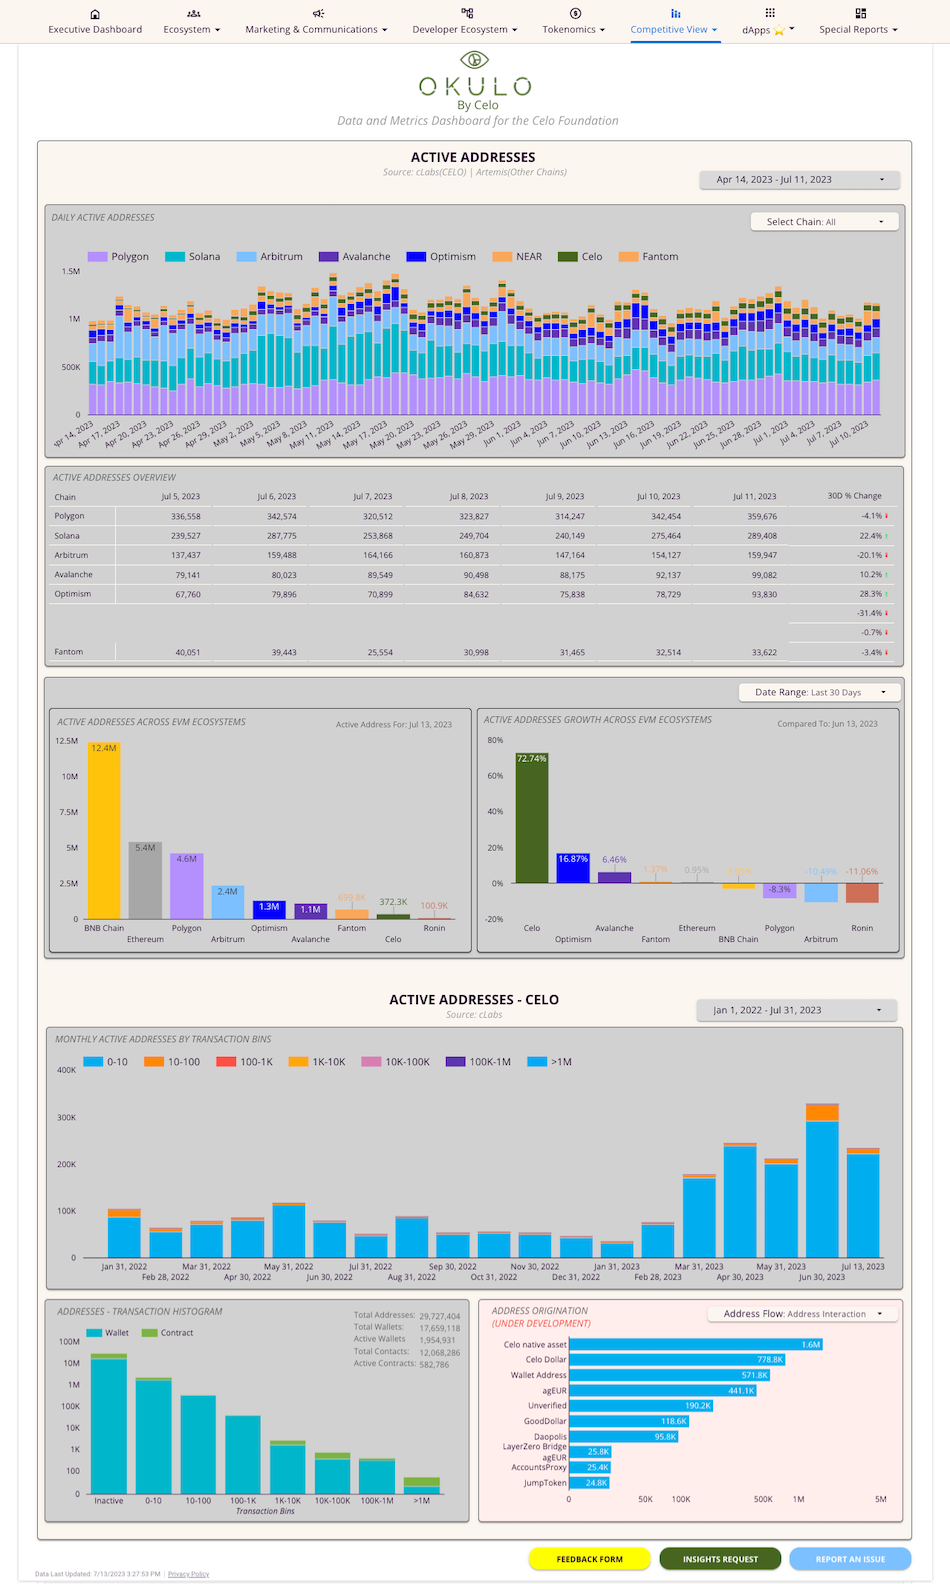 Executive Dashboard
Ecosystem
Marketing & Communications
Developer Ecosystem
Tokenomics
Competitive View
dApps
Special Reports
OKULO
By Celo
Data and Metrics Dashboard for the Celo Foundation
ACTIVE ADDRESSES
Source: cLabs(CELO) | Artemis(Other Chains)
Apr 14, 2023 - Jul 11, 2023
DAILY ACTIVE ADDRESSES
Select Chain: All
Polygon Solana Arbitrum Avalanche Optimism NEAR Celo Fantom
1.5M
1M
500K
0
pr 14, 2023 Apr 17, 2023 Apr 20, 2023 Apr 23, 2023 Apr 26, 2023 Apr 29, 2023 May 2, 2023 May 5, 2023 May 8, 2023 May 11, 2023 May 14, 2023 May 17, 2023 May 20, 2023 May 23, 2023 May 26, 2023 May 29, 2023 Jun 1, 2023 Jun 4, 2023 Jun 7, 2023 Jun 10, 2023 Jun 13, 2023 Jun 16, 2023 Jun 19, 2023 Jun 22, 2023 Jun 25, 2023 Jun 28, 2023 Jul 1, 2023 Jul 4, 2023 Jul 7, 2023 Jul 10, 2023
ACTIVE ADDRESSES OVERVIEW
Chain Jul 5, 2023 Jul 6, 2023 Jul 7, 2023 Jul 8, 2023 Jul 9, 2023 Jul 10, 2023 Jul 11, 2023 30D % Change
Polygon 336,558 342,574 320,512 323,827 314,247 342,454 359,676 -4.1%
Solana 239,527 287,775 253,868 249,704 240,149 275,464 289,408 22.4%
Arbitrum 137,437 159,488 164,166 160,873 147,164 154,127 159,947 -20.1%
Avalanche 79,141 80,023 89,549 90,498 88,175 92,137 99,082 10.2%
Optimism 67,760 79,896 70,899 84,632 75,838 78,729 93,830 28.3%
-31.4%
-0.7%
Fantom 40,051 39,443 25,554 30,998 31,465 32,514 33,622 -3.4%
Date Range: Last 30 Days
ACTIVE ADDRESSES ACROSS EVM ECOSYSTEMS
Active Address For: Jul 13, 2023
12.5M
10M
7.5M
5M
2.5M
0
12.4M
5.4M
4.6M
2.4M
1.3M
1.1M
699.8K
372.3K
100.9K
BNB Chain Ethereum Polygon Arbitrum Optimism Avalanche Fantom Celo Ronin
ACTIVE ADDRESSES GROWTH ACROSS EVM ECOSYSTEMS
Compared To: Jun 13, 2023
80%
60%
40%
20%
0%
-20%
72.74%
16.87%
6.46%
1.37%
0.95%
-8.3%
-10.49%
-11.06%
Celo Optimism Avalanche Fantom Ethereum BNB Chain Polygon Arbitrum Ronin
ACTIVE ADDRESSES - CELO
Source: cLabs
Jan 1, 2022 - Jul 31, 2023
MONTHLY ACTIVE ADDRESSES BY TRANSACTION BINS
0-10 10-100 100-1K 1K-10K 10K-100K 100K-1M >1M
400K
300K
200K
100K
0
Jan 31, 2022 Feb 28, 2022 Mar 31, 2022 Apr 30, 2022 May 31, 2022 Jun 30, 2022 Jul 31, 2022 Aug 31, 2022 Sep 30, 2022 Oct 31, 2022 Nov 30, 2022 Dec 31, 2022 Jan 31, 2023 Feb 28, 2023 Mar 31, 2023 Apr 30, 2023 May 31, 2023 Jun 30, 2023 Jul 13, 2023
ADDRESSES - TRANSACTION HISTOGRAM
Total Addresses: 29,727,404
Total Wallets: 17,659,118
Active Wallets 1,954,931
Total Contacts: 12,068,286
Active Contracts: 582,786
Wallet Contract
100M
10M
1M
100K
10K
1K
100
0
Inactive 0-10 10-100 100-1K 1K-10K 10K-100K 100K-1M >1M
Transaction Bins
ADDRESS ORIGINATION
(UNDER DEVELOPMENT)
Address Flow: Address Interaction
Celo native asset 1.6M
Celo Dollar 778.8K
Wallet Address 571.8K
agEUR 441.1K
Unverified 190.2K
GoodDollar 118.6K
Daopolis 95.8K
LayerZero Bridge agEUR 25.8K
AccountsProxy 25.4K
JumpToken 24.8K
0 50K 100K 500K 1M 5M
FEEDBACK FORM
INSIGHTS REQUEST
REPORT AN ISSUE
Data Last Updated: 7/13/2023 3:27:53 PM | Privacy Policy